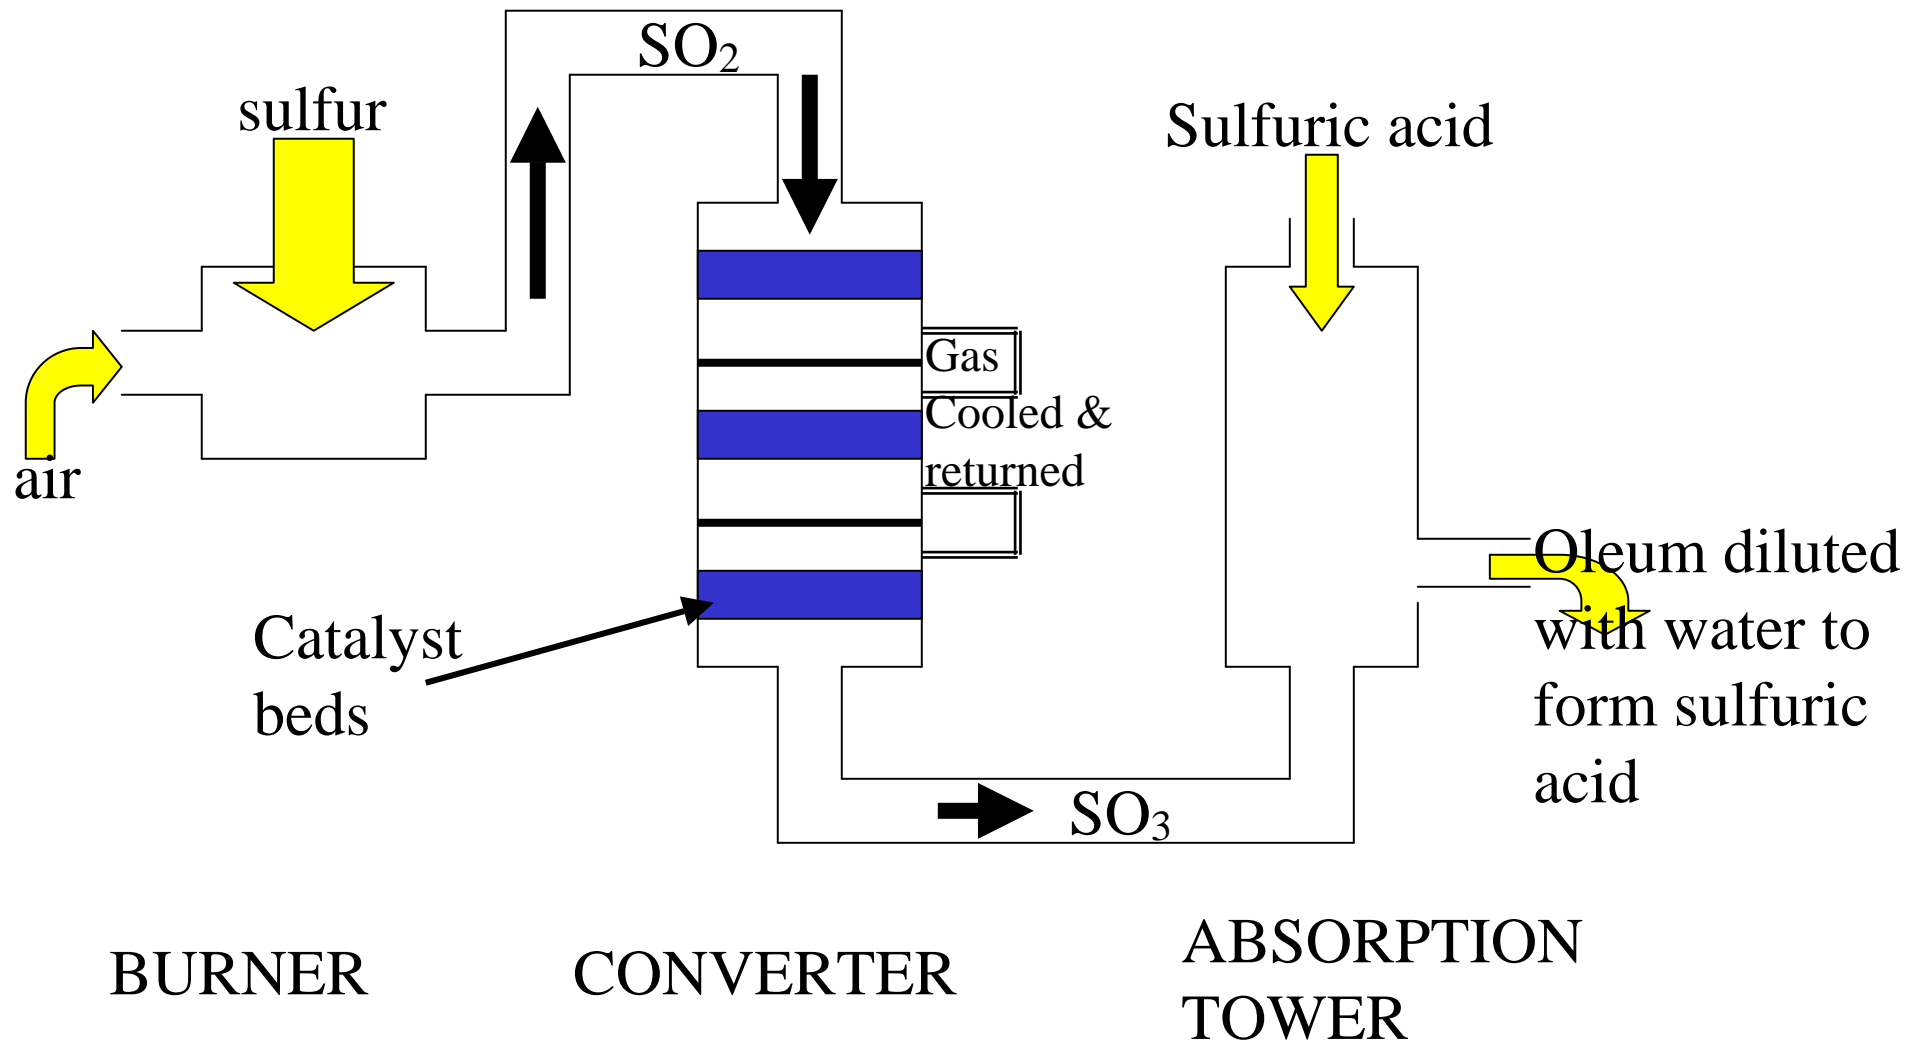 SO₂
sulfur
Sulfuric acid
air
Gas
Cooled &
returned
Catalyst
beds
Oleum diluted
with water to
form sulfuric
acid
SO₃
BURNER
CONVERTER
ABSORPTION
TOWER